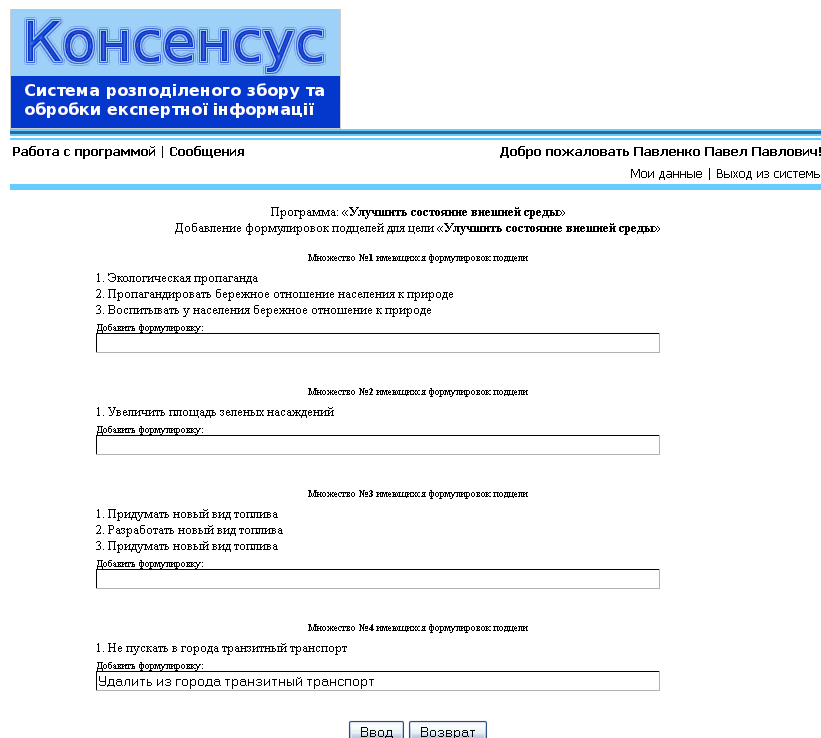 Консенсус
Система розподіленого збору та
обробки експертної інформації
Работа с программой | Сообщения
Добро пожаловать Павленко Павел Павлович!
Мои данные | Выход из системы
Программа: «Улучшить состояние внешней среды»
Добавление формулировок подцелей для цели «Улучшить состояние внешней среды»
Множество №1 имеющихся формулировок подцели
1. Экологическая пропаганда
2. Пропагандировать бережное отношение населения к природе
3. Воспитывать у населения бережное отношение к природе
Добавить формулировку:
Множество №2 имеющихся формулировок подцели
1. Увеличить площадь зеленых насаждений
Добавить формулировку:
Множество №3 имеющихся формулировок подцели
1. Придумать новый вид топлива
2. Разработать новый вид топлива
3. Придумать новый вид топлива
Добавить формулировку:
Множество №4 имеющихся формулировок подцели
1. Не пускать в города транзитный транспорт
Добавить формулировку:
Удалить из города транзитный транспорт
Ввод Возврат